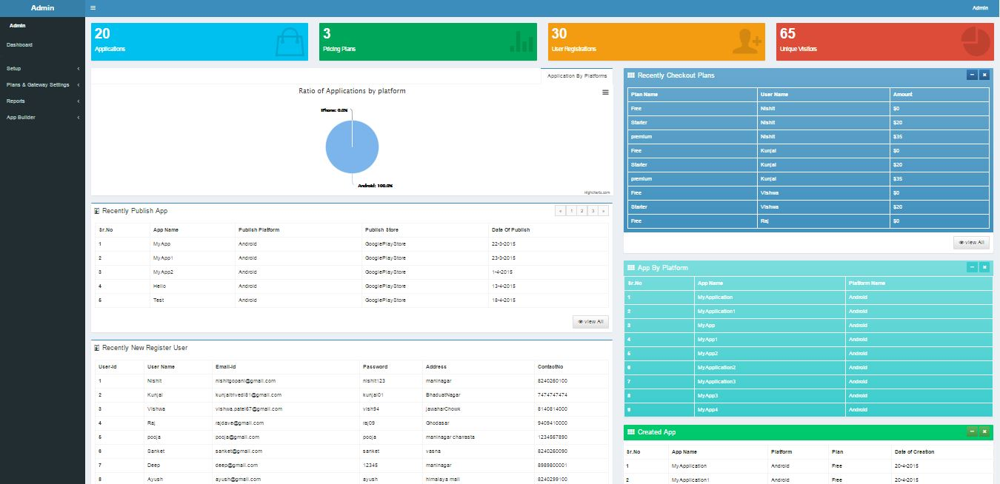 Admin
Admin
Admin
Dashboard
Setup
Plans & Gateway Settings
Reports
App Builder
20
Applications
3
Pricing Plans
30
User Registrations
65
Unique Visitors
Application By Platforms
Ratio of Applications by platform
iPhone: 0.0%
Android: 100.0%
Highcharts.com
Recently Publish App
« 1 2 3 »
Sr.No App Name Publish Platform Publish Store Date Of Publish
1 MyApp Android GooglePlayStore 22-3-2015
2 MyApp1 Android GooglePlayStore 23-3-2015
3 MyApp2 Android GooglePlayStore 1-4-2015
4 Hello Android GooglePlayStore 13-4-2015
5 Test Android GooglePlayStore 18-4-2015
view All
Recently New Register User
User-Id User Name Email-Id Password Address ContactNo
1 Nishit nishitgopani@gmail.com nishit123 maninagar 8240260100
2 Kunjal kunjaltrivedi81@gmail.com kunjal01 BhaduatNagar 7474747474
3 Vishwa vishwa.patel67@gmail.com vish94 jawaharChowk 8140814000
4 Raj rajdave@gmail.com raj09 Ghodasar 9409410000
5 pooja pooja@gmail.com pooja maninagar charrasta 1234567890
6 Sanket sanket@gmail.com sanket vasna 8240260090
7 Deep deep@gmail.com 12345 maninagar 8989800001
8 Ayush ayush@gmail.com ayush himalaya mall 8240299100
Recently Checkout Plans
Plan Name User Name Amount
Free Nishit $0
Starter Nishit $20
premium Nishit $35
Free Kunjal $0
Starter Kunjal $20
premium Kunjal $35
Free Vishwa $0
Starter Vishwa $20
Free Raj $0
view All
App By Platform
Sr.No App Name Platform Name
1 MyApplication Android
2 MyApplication1 Android
3 MyApp Android
4 MyApp1 Android
5 MyApp2 Android
6 MyApplication2 Android
7 MyApplication3 Android
8 MyApp3 Android
9 MyApp4 Android
Created App
Sr.No App Name Platform Plan Date of Creation
1 MyApplication Android Free 20-4-2015
2 MyApplication1 Android Free 20-4-2015